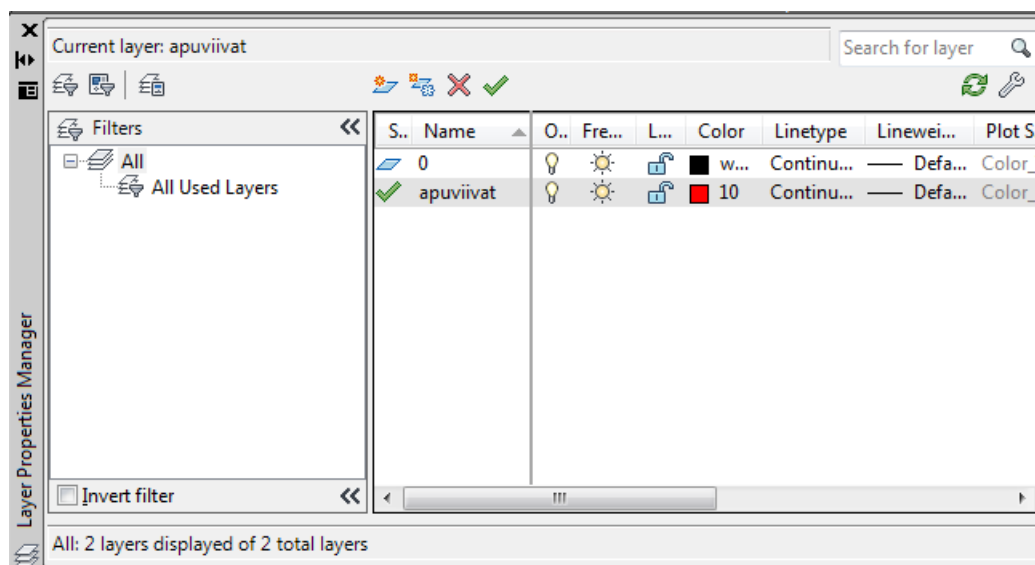 Current layer: apuviivat
Search for layer
Filters
S.. Name O.. Fre... L... Color Linetype Linewei... Plot S
All
0 w... Continu... Defa... Color_
All Used Layers
apuviivat 10 Continu... Defa... Color_
Invert filter
Layer Properties Manager
All: 2 layers displayed of 2 total layers